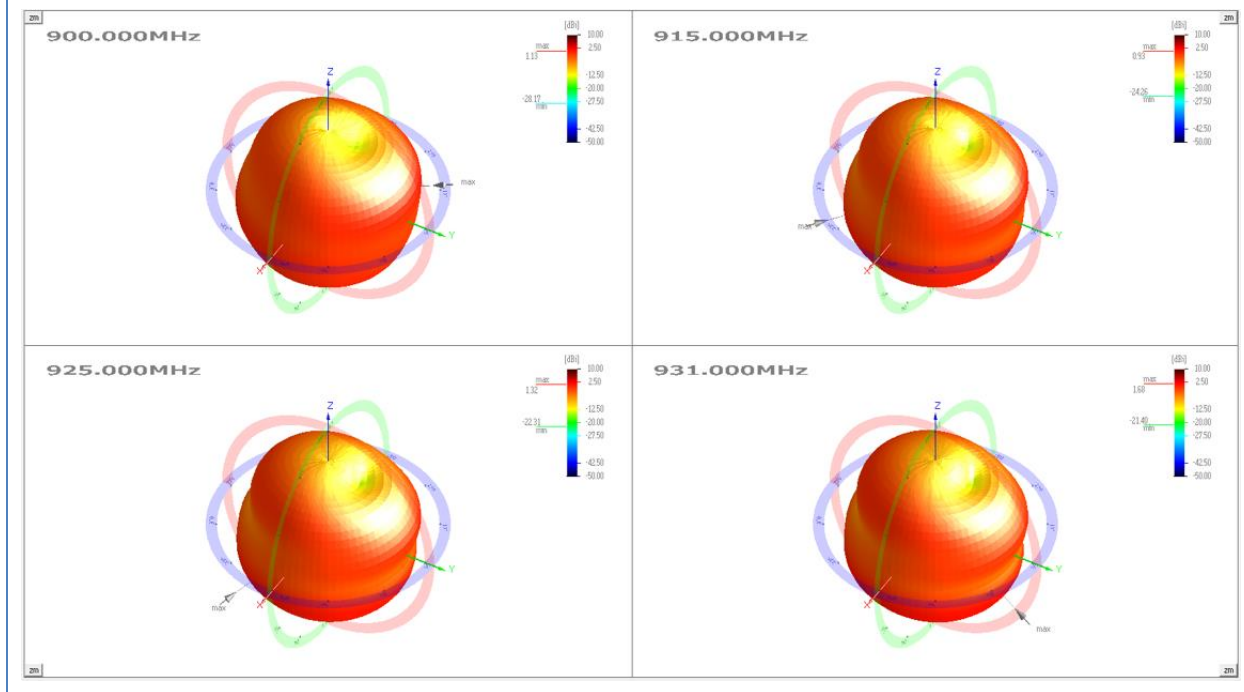 zm
900.000MHz
[dBi]
max
1.13
-28.17
min
10.00
2.50
-12.50
-20.00
-27.50
-42.50
-50.00
Z
max
Y
X
zm
915.000MHz
[dBi]
max
0.93
-24.26
min
10.00
2.50
-12.50
-20.00
-27.50
-42.50
-50.00
Z
max
Y
X
925.000MHz
[dBi]
max
1.32
-22.31
min
10.00
2.50
-12.50
-20.00
-27.50
-42.50
-50.00
Z
Y
X
max
zm
931.000MHz
[dBi]
max
1.68
-21.40
min
10.00
2.50
-12.50
-20.00
-27.50
-42.50
-50.00
Z
Y
X
max
zm